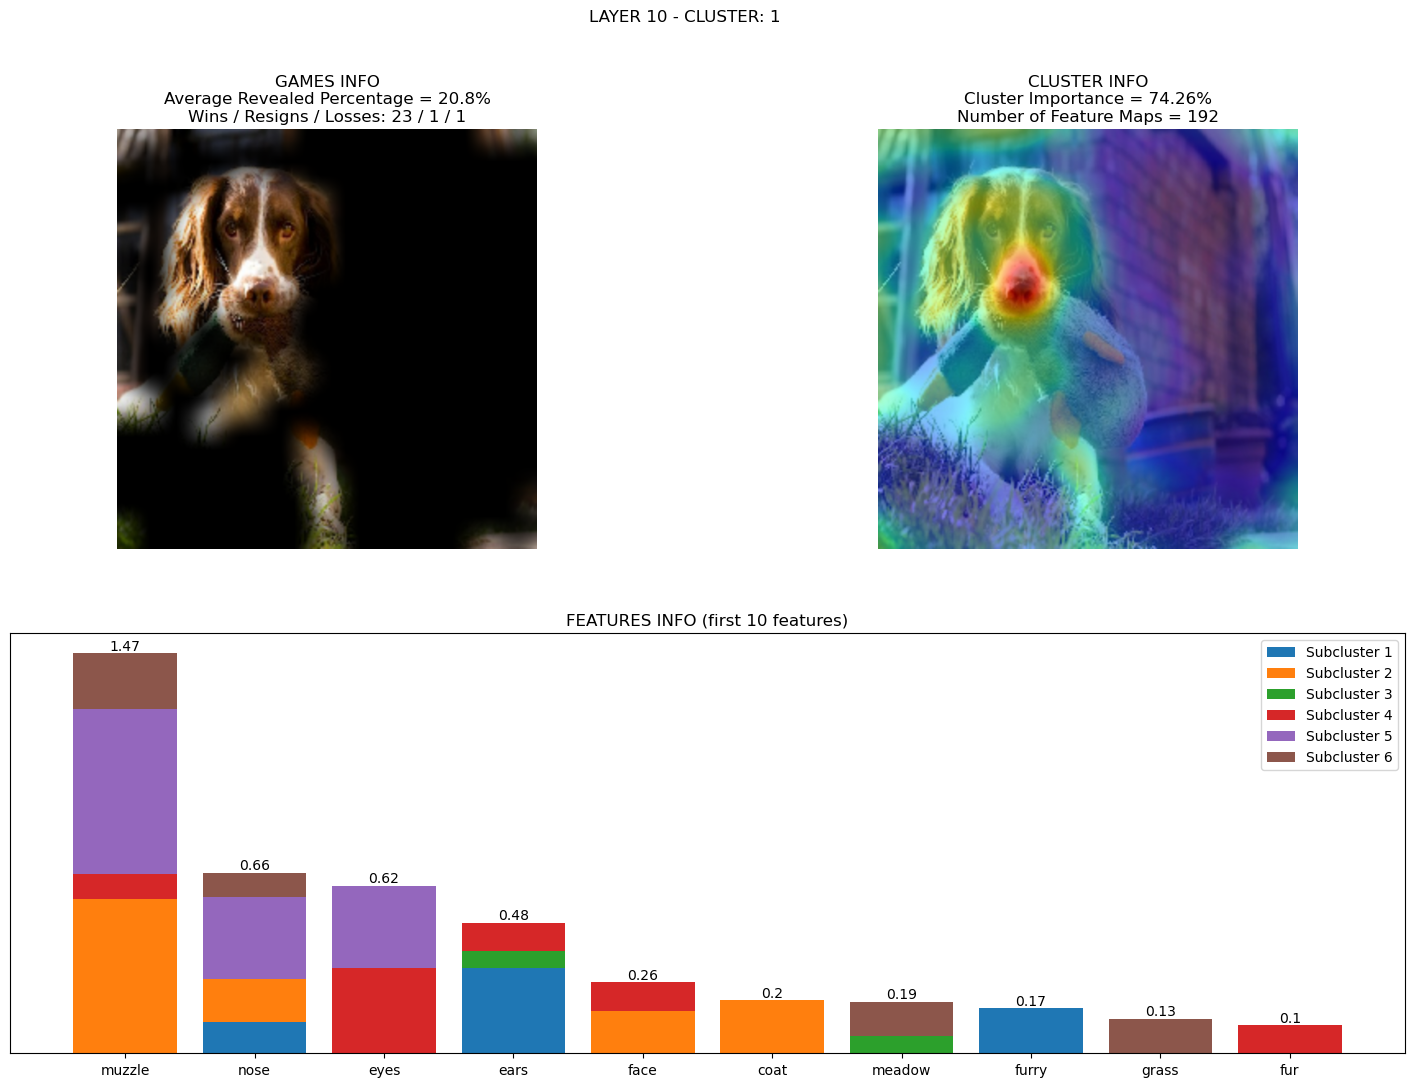 LAYER 10 - CLUSTER: 1
GAMES INFO
Average Revealed Percentage = 20.8%
Wins / Resigns / Losses: 23 / 1 / 1
CLUSTER INFO
Cluster Importance = 74.26%
Number of Feature Maps = 192
FEATURES INFO (first 10 features)
1.47
0.66
0.62
0.48
0.26
0.2
0.19
0.17
0.13
0.1
Subcluster 1
Subcluster 2
Subcluster 3
Subcluster 4
Subcluster 5
Subcluster 6
muzzle
nose
eyes
ears
face
coat
meadow
furry
grass
fur